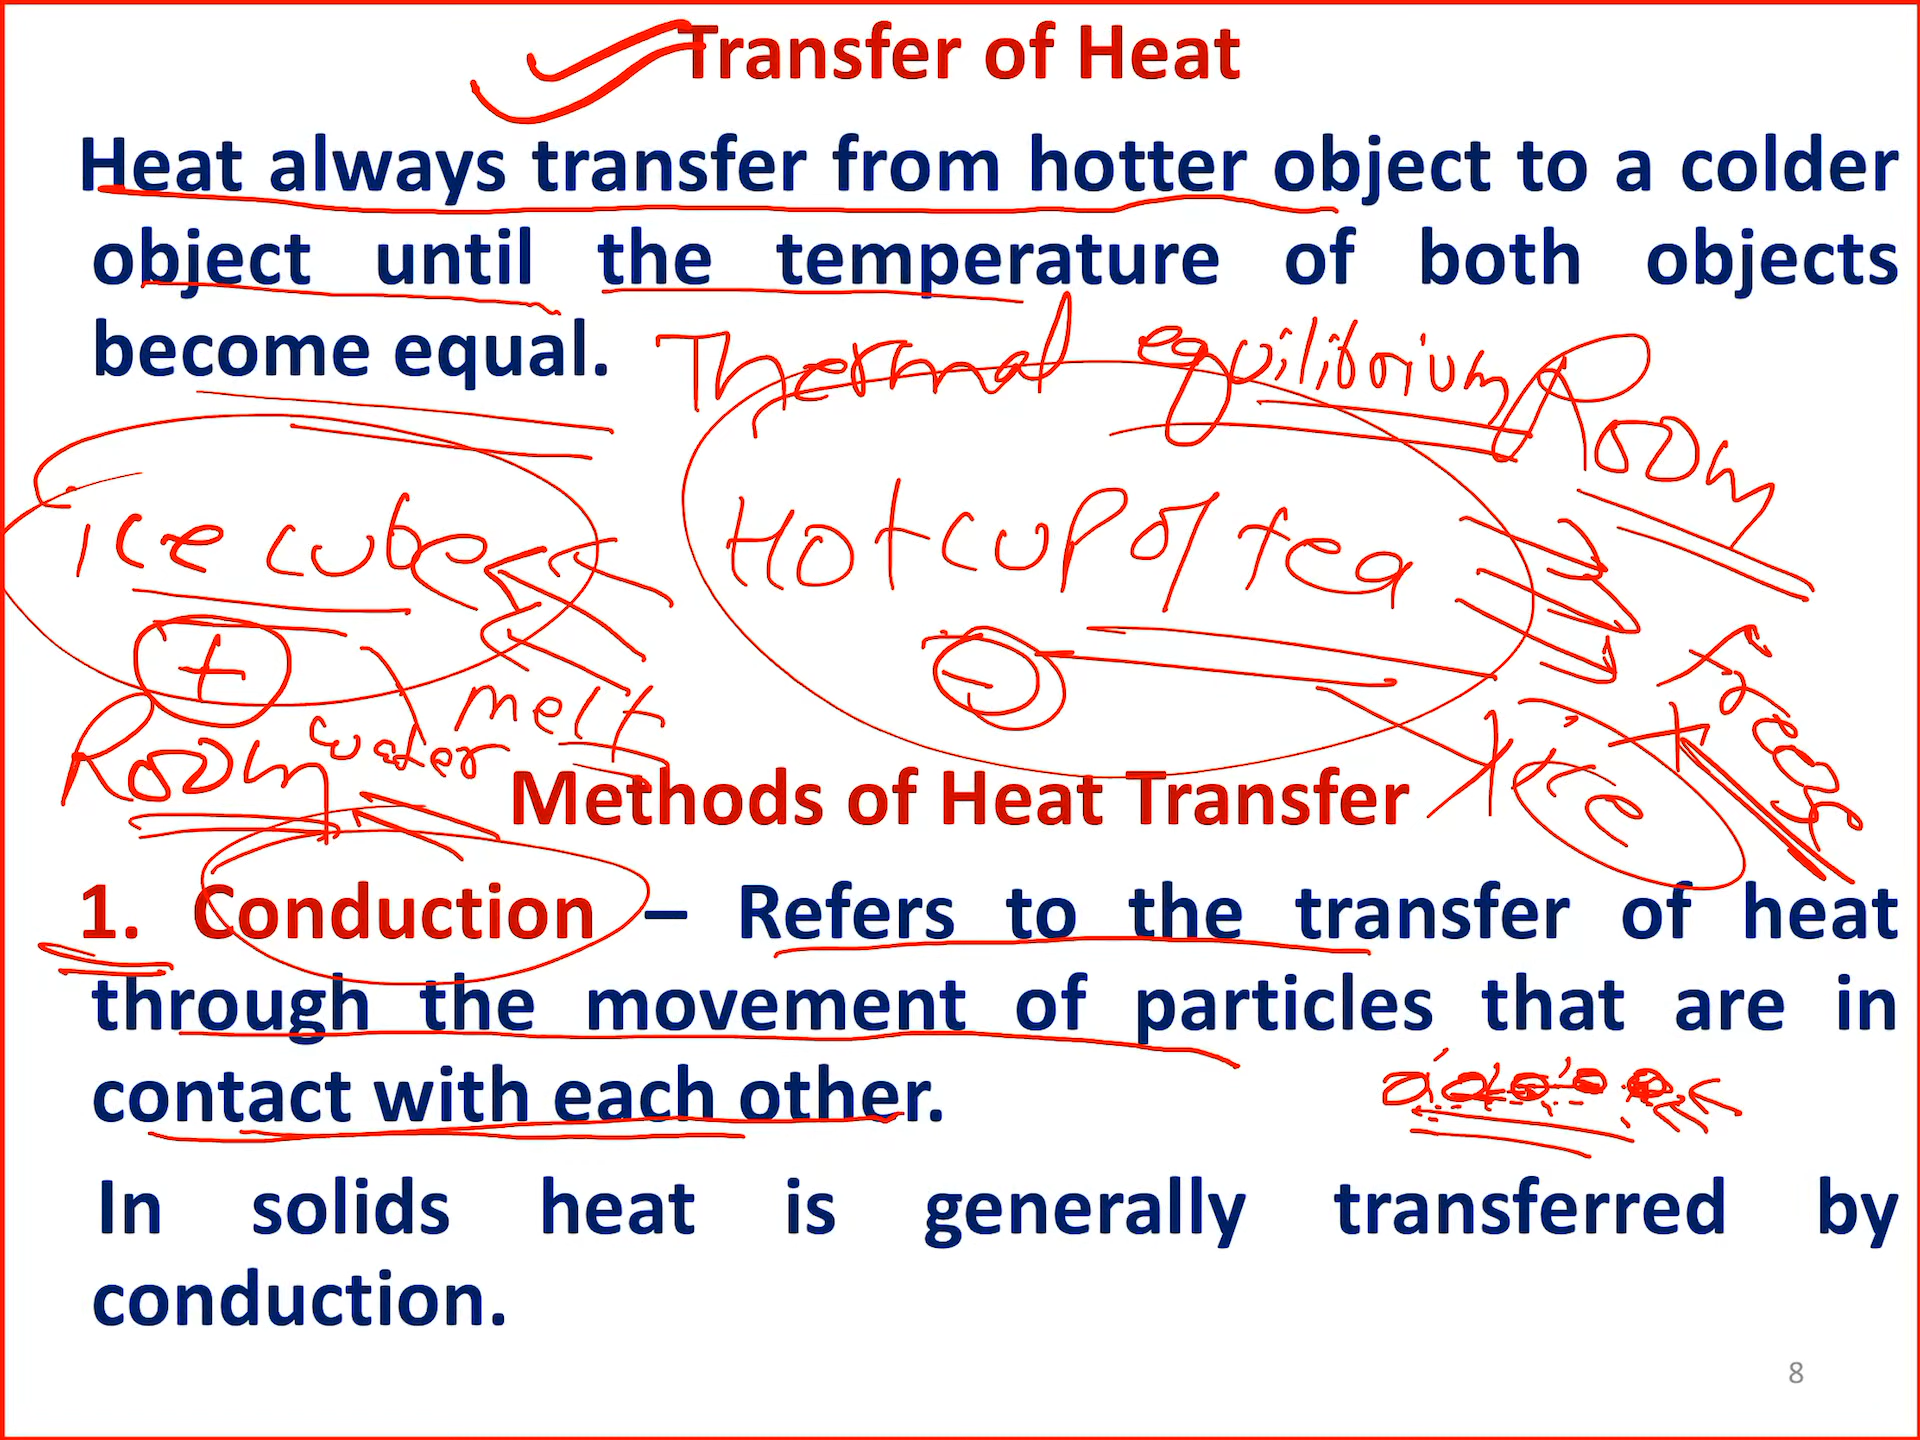 Transfer of Heat
Heat always transfer from hotter object to a colder
object until the temperature of both objects
become equal.
Thermal equilibrium
Room
ice cube
Hot cup of tea
+
−
melt
freeze
Room
water
ice
Methods of Heat Transfer
1. Conduction – Refers to the transfer of heat
through the movement of particles that are in
contact with each other.
In solids heat is generally transferred by
conduction.
8